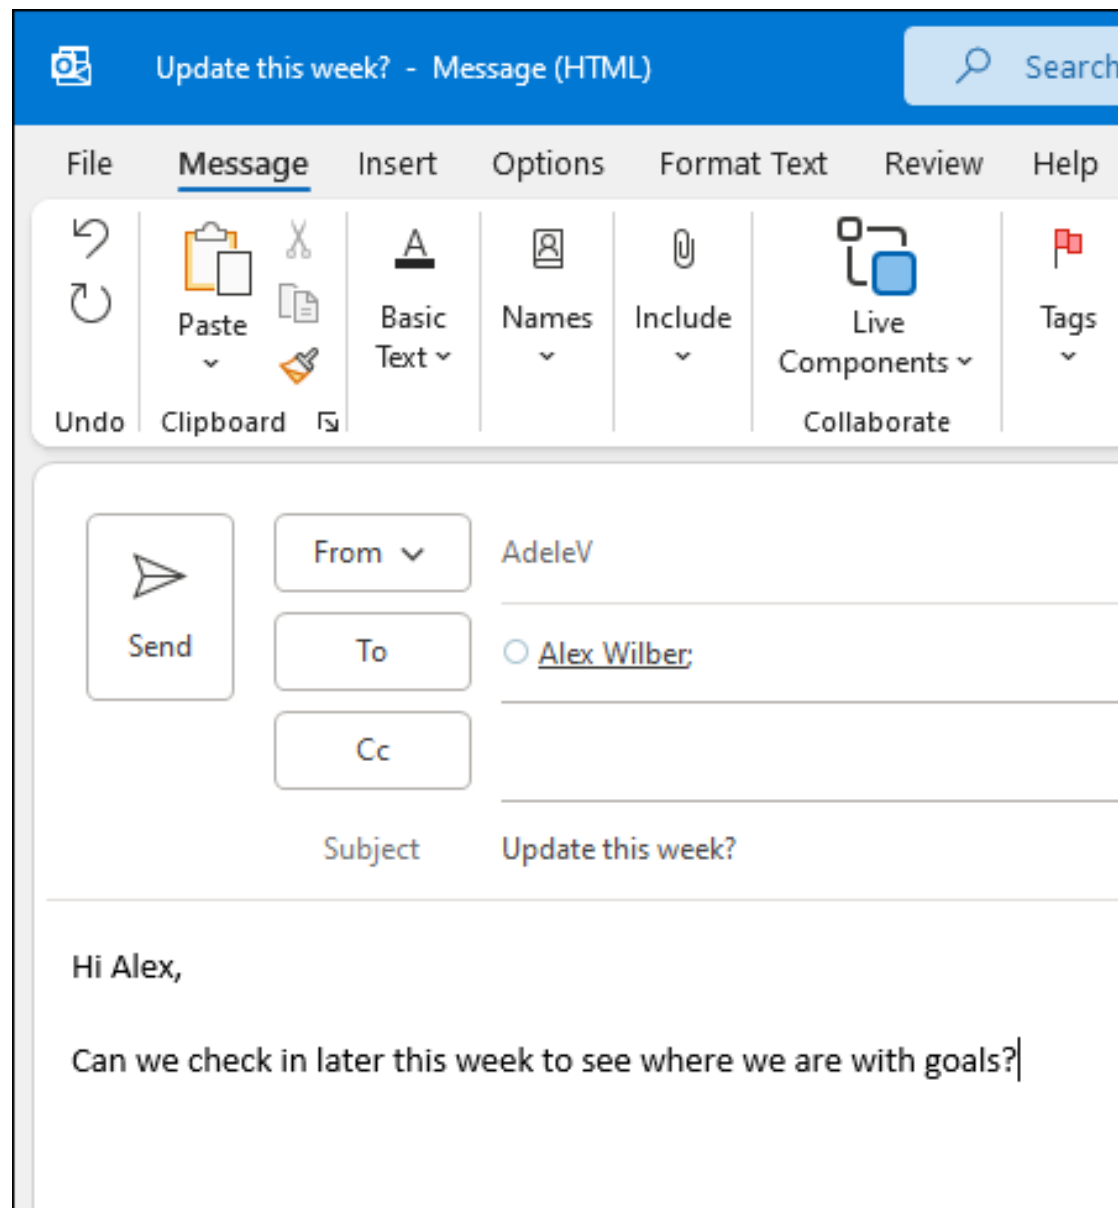 Update this week? - Message (HTML)
Search
File Message Insert Options Format Text Review Help
Paste
Basic
Text
Names
Include
Live
Components
Tags
Undo
Clipboard
Collaborate
Send
From
AdeleV
To
Alex Wilber;
Cc
Subject
Update this week?
Hi Alex,
Can we check in later this week to see where we are with goals?